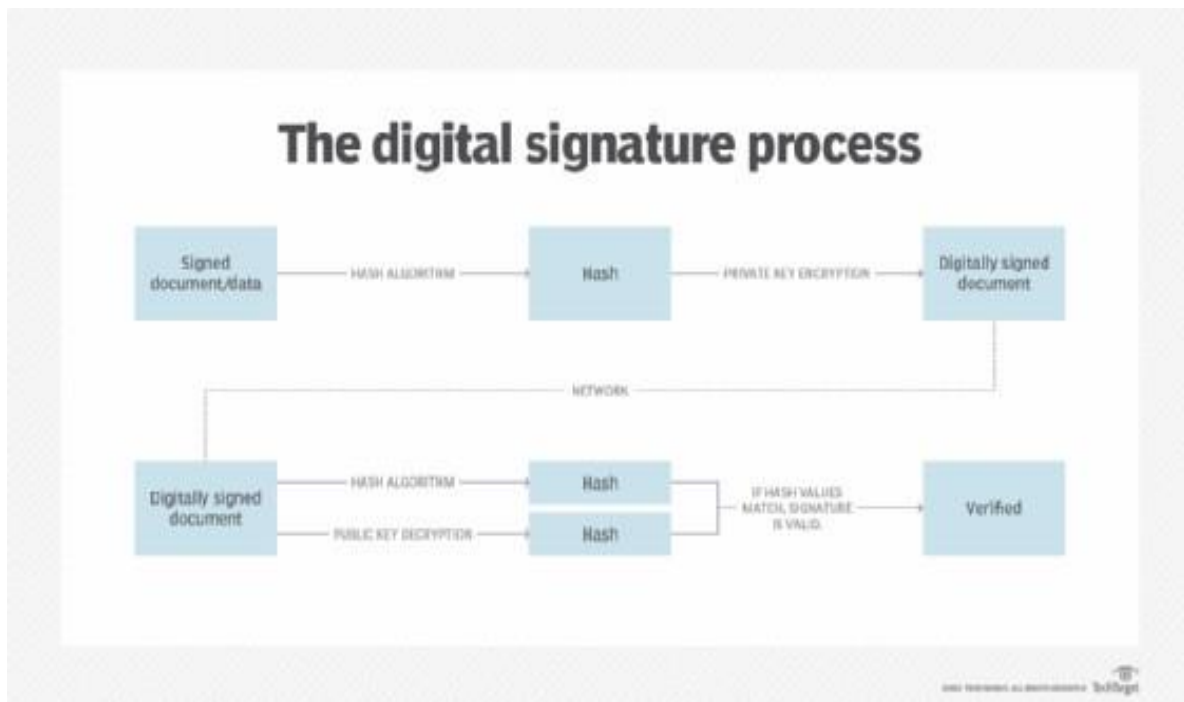 The digital signature process
Signed
document/data
HASH ALGORITHM
Hash
PRIVATE KEY ENCRYPTION
Digitally signed
document
NETWORK
Digitally signed
document
HASH ALGORITHM
Hash
PUBLIC KEY DECRYPTION
Hash
IF HASH VALUES
MATCH, SIGNATURE
IS VALID.
Verified
TechTarget